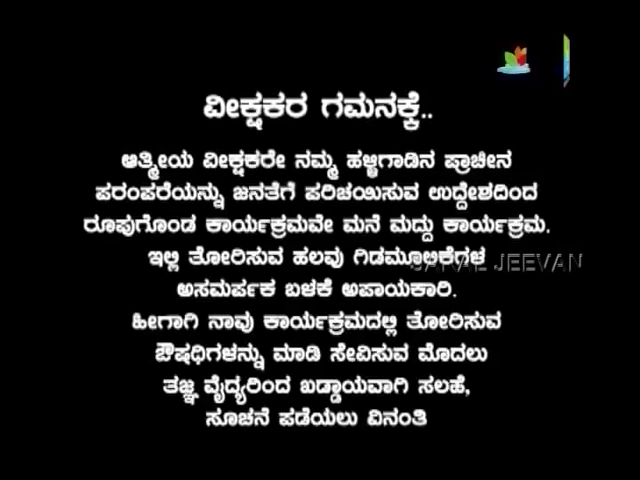 ವೀಕ್ಷಕರ ಗಮನಕ್ಕೆ..
ಆತ್ಮೀಯ ವೀಕ್ಷಕರೇ ನಮ್ಮ ಹಳ್ಳಿಗಾಡಿನ ಪ್ರಾಚೀನ
ಪರಂಪರೆಯನ್ನು ಜನತೆಗೆ ಪರಿಚಯಿಸುವ ಉದ್ದೇಶದಿಂದ
ರೂಪುಗೊಂಡ ಕಾರ್ಯಕ್ರಮವೇ ಮನೆ ಮದ್ದು ಕಾರ್ಯಕ್ರಮ.
ಇಲ್ಲಿ ತೋರಿಸುವ ಹಲವು ಗಿಡಮೂಲಿಕೆಗಳ
SARAL JEEVAN
ಅಸಮರ್ಪಕ ಬಳಕೆ ಅಪಾಯಕಾರಿ.
ಹೀಗಾಗಿ ನಾವು ಕಾರ್ಯಕ್ರಮದಲ್ಲಿ ತೋರಿಸುವ
ಔಷಧಿಗಳನ್ನು ಮಾಡಿ ಸೇವಿಸುವ ಮೊದಲು
ತಜ್ಞ ವೈದ್ಯರಿಂದ ಖಡ್ಡಾಯವಾಗಿ ಸಲಹೆ,
ಸೂಚನೆ ಪಡೆಯಲು ವಿನಂತಿ